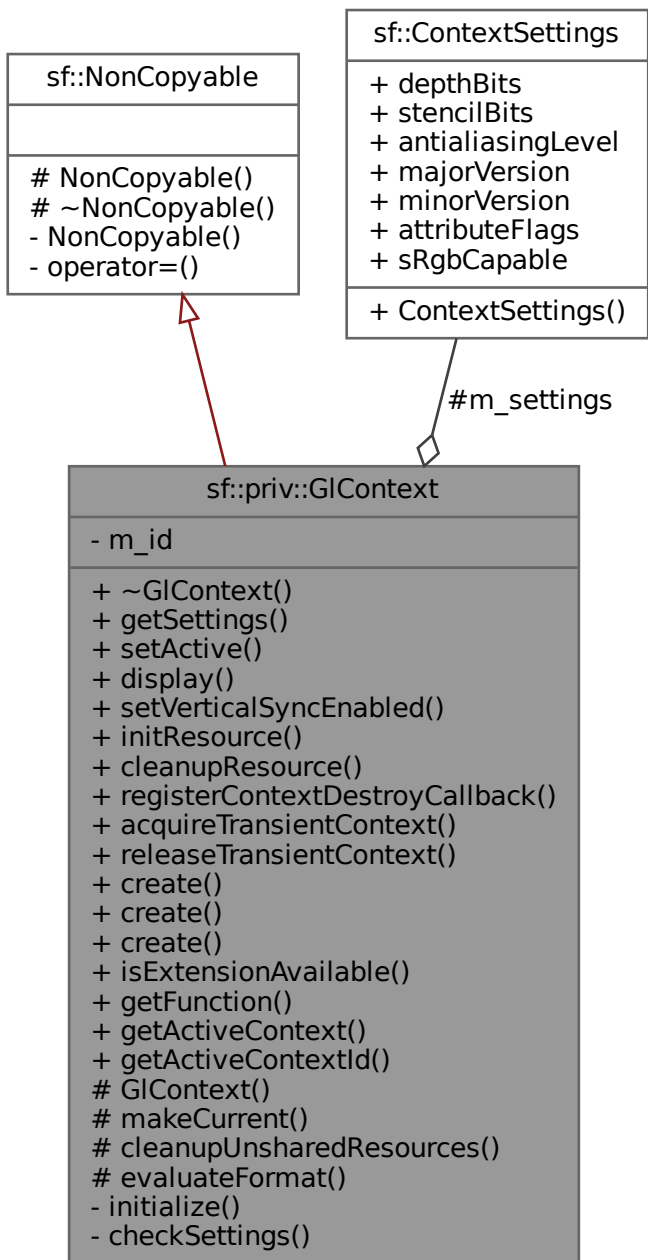 sf::NonCopyable
# NonCopyable()
# ~NonCopyable()
- NonCopyable()
- operator=()
sf::ContextSettings
+ depthBits
+ stencilBits
+ antialiasingLevel
+ majorVersion
+ minorVersion
+ attributeFlags
+ sRgbCapable
+ ContextSettings()
#m_settings
sf::priv::GlContext
- m_id
+ ~GlContext()
+ getSettings()
+ setActive()
+ display()
+ setVerticalSyncEnabled()
+ initResource()
+ cleanupResource()
+ registerContextDestroyCallback()
+ acquireTransientContext()
+ releaseTransientContext()
+ create()
+ create()
+ create()
+ isExtensionAvailable()
+ getFunction()
+ getActiveContext()
+ getActiveContextId()
# GlContext()
# makeCurrent()
# cleanupUnsharedResources()
# evaluateFormat()
- initialize()
- checkSettings()